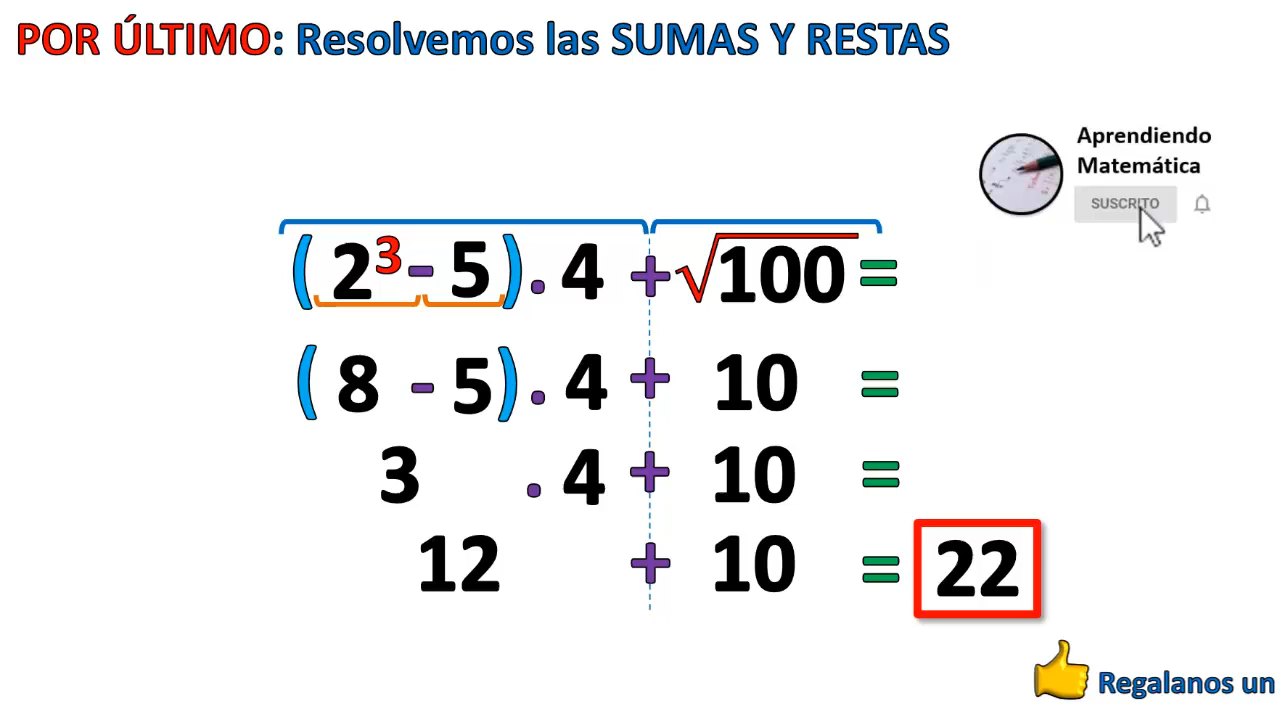 POR ÚLTIMO: Resolvemos las SUMAS Y RESTAS
Aprendiendo
Matemática
SUSCRITO
(2³ - 5) . 4 + √100 =
(8 - 5) . 4 + 10 =
3 . 4 + 10 =
12 + 10 = 22
Regalanos un